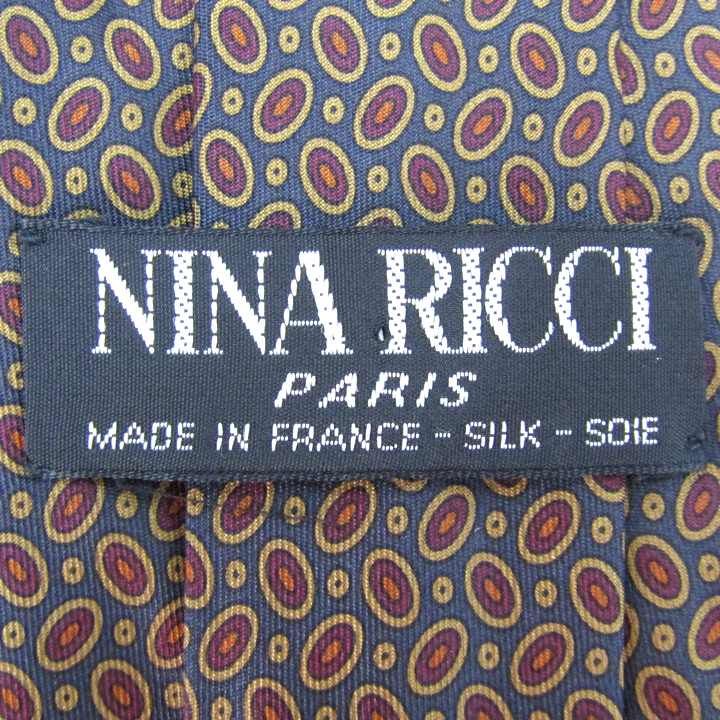 NINA RICCI
PARIS
MADE IN FRANCE - SILK - SOIE